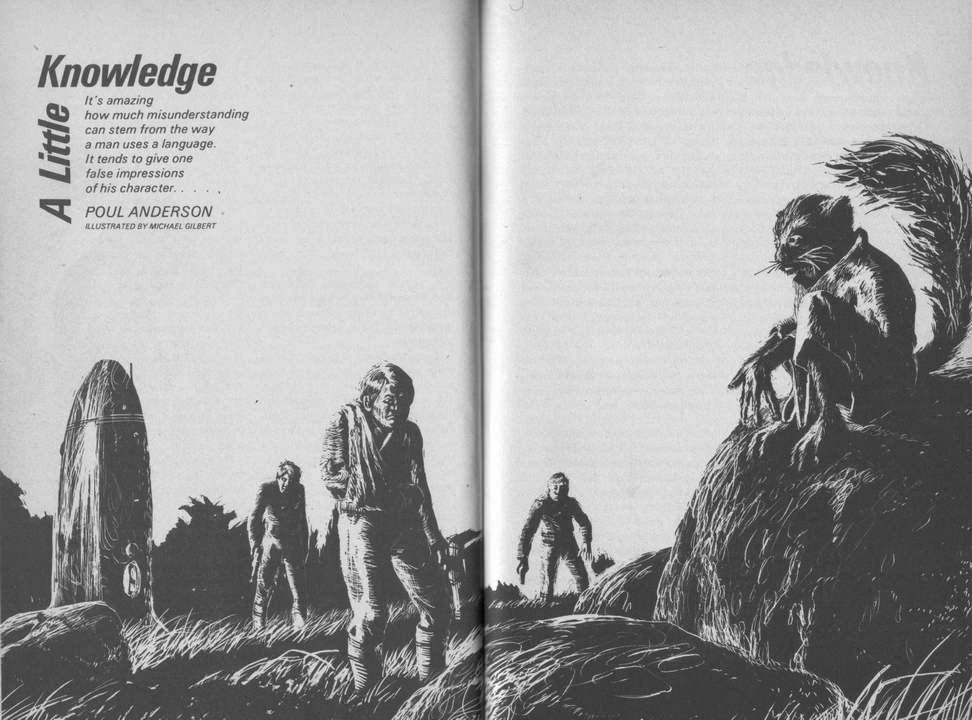 A Little
Knowledge
It's amazing
how much misunderstanding
can stem from the way
a man uses a language.
It tends to give one
false impressions
of his character. . . . .
POUL ANDERSON
ILLUSTRATED BY MICHAEL GILBERT